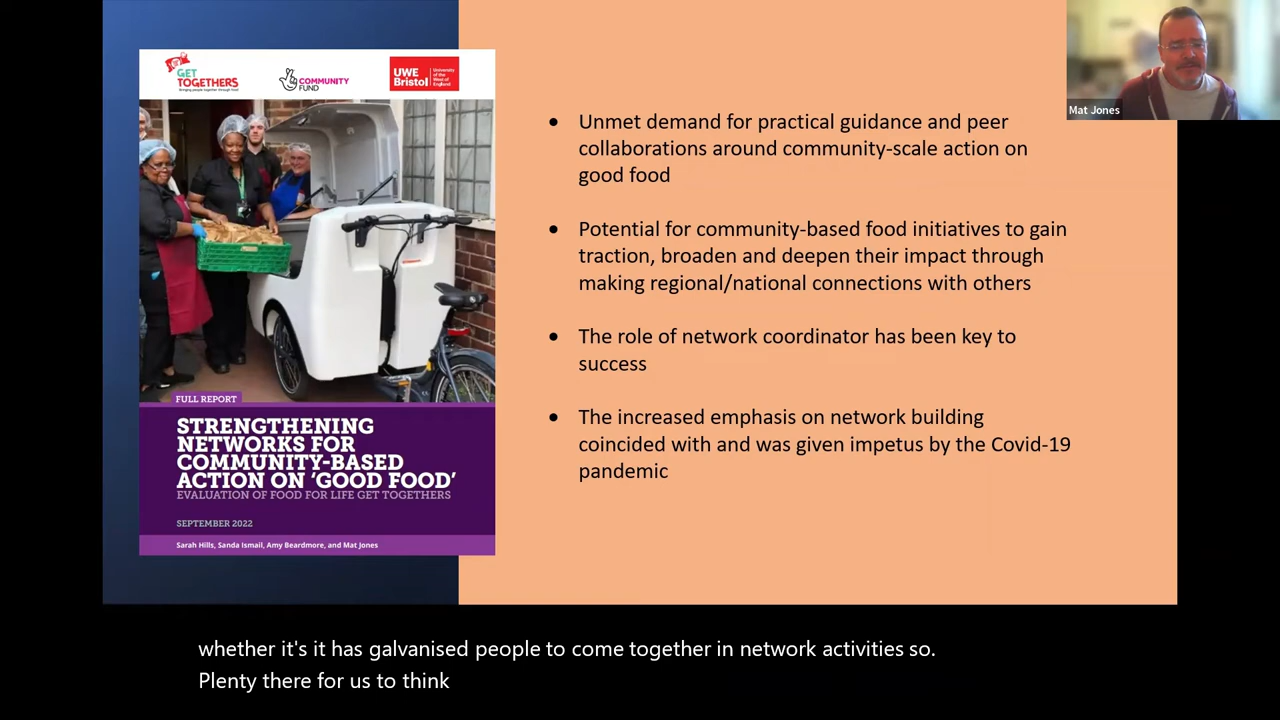 GET
TOGETHERS
Bringing people together through food
COMMUNITY
FUND
UWE
Bristol
University
of the
West of
England
FULL REPORT
STRENGTHENING
NETWORKS FOR
COMMUNITY-BASED
ACTION ON ‘GOOD FOOD’
EVALUATION OF FOOD FOR LIFE GET TOGETHERS
SEPTEMBER 2022
Sarah Hills, Sanda Ismail, Amy Beardmore, and Mat Jones
● Unmet demand for practical guidance and peer
collaborations around community-scale action on
good food
● Potential for community-based food initiatives to gain
traction, broaden and deepen their impact through
making regional/national connections with others
● The role of network coordinator has been key to
success
● The increased emphasis on network building
coincided with and was given impetus by the Covid-19
pandemic
Mat Jones
whether it's it has galvanised people to come together in network activities so.
Plenty there for us to think